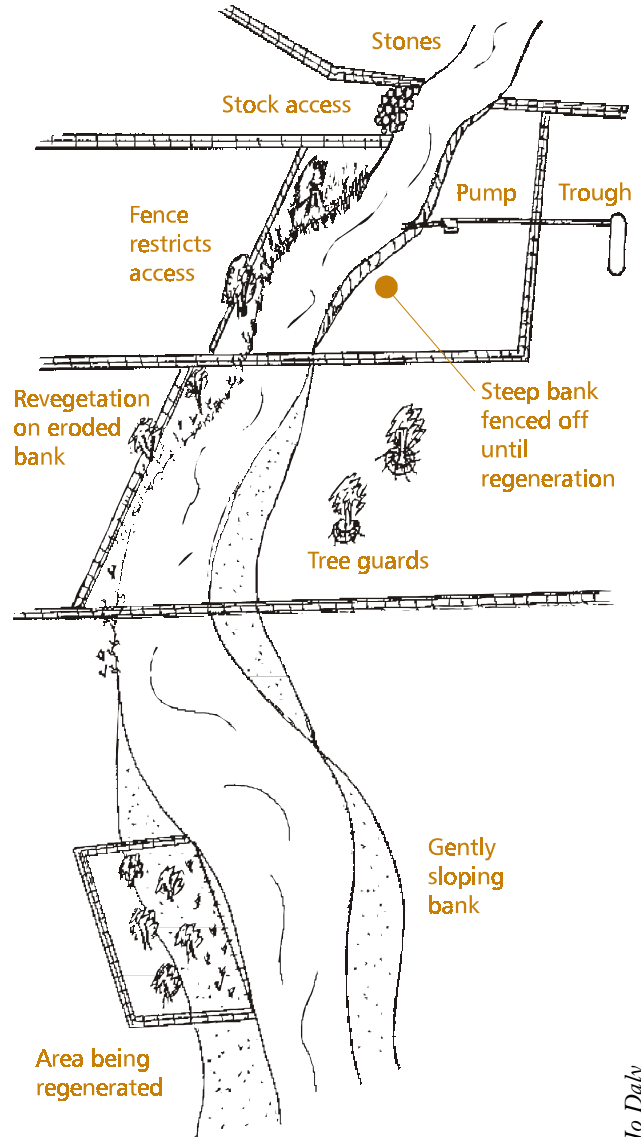 Stones
Stock access
Pump
Trough
Fence
restricts
access
Revegetation
on eroded
bank
Steep bank
fenced off
until
regeneration
Tree guards
Gently
sloping
bank
Area being
regenerated
Jo Daly